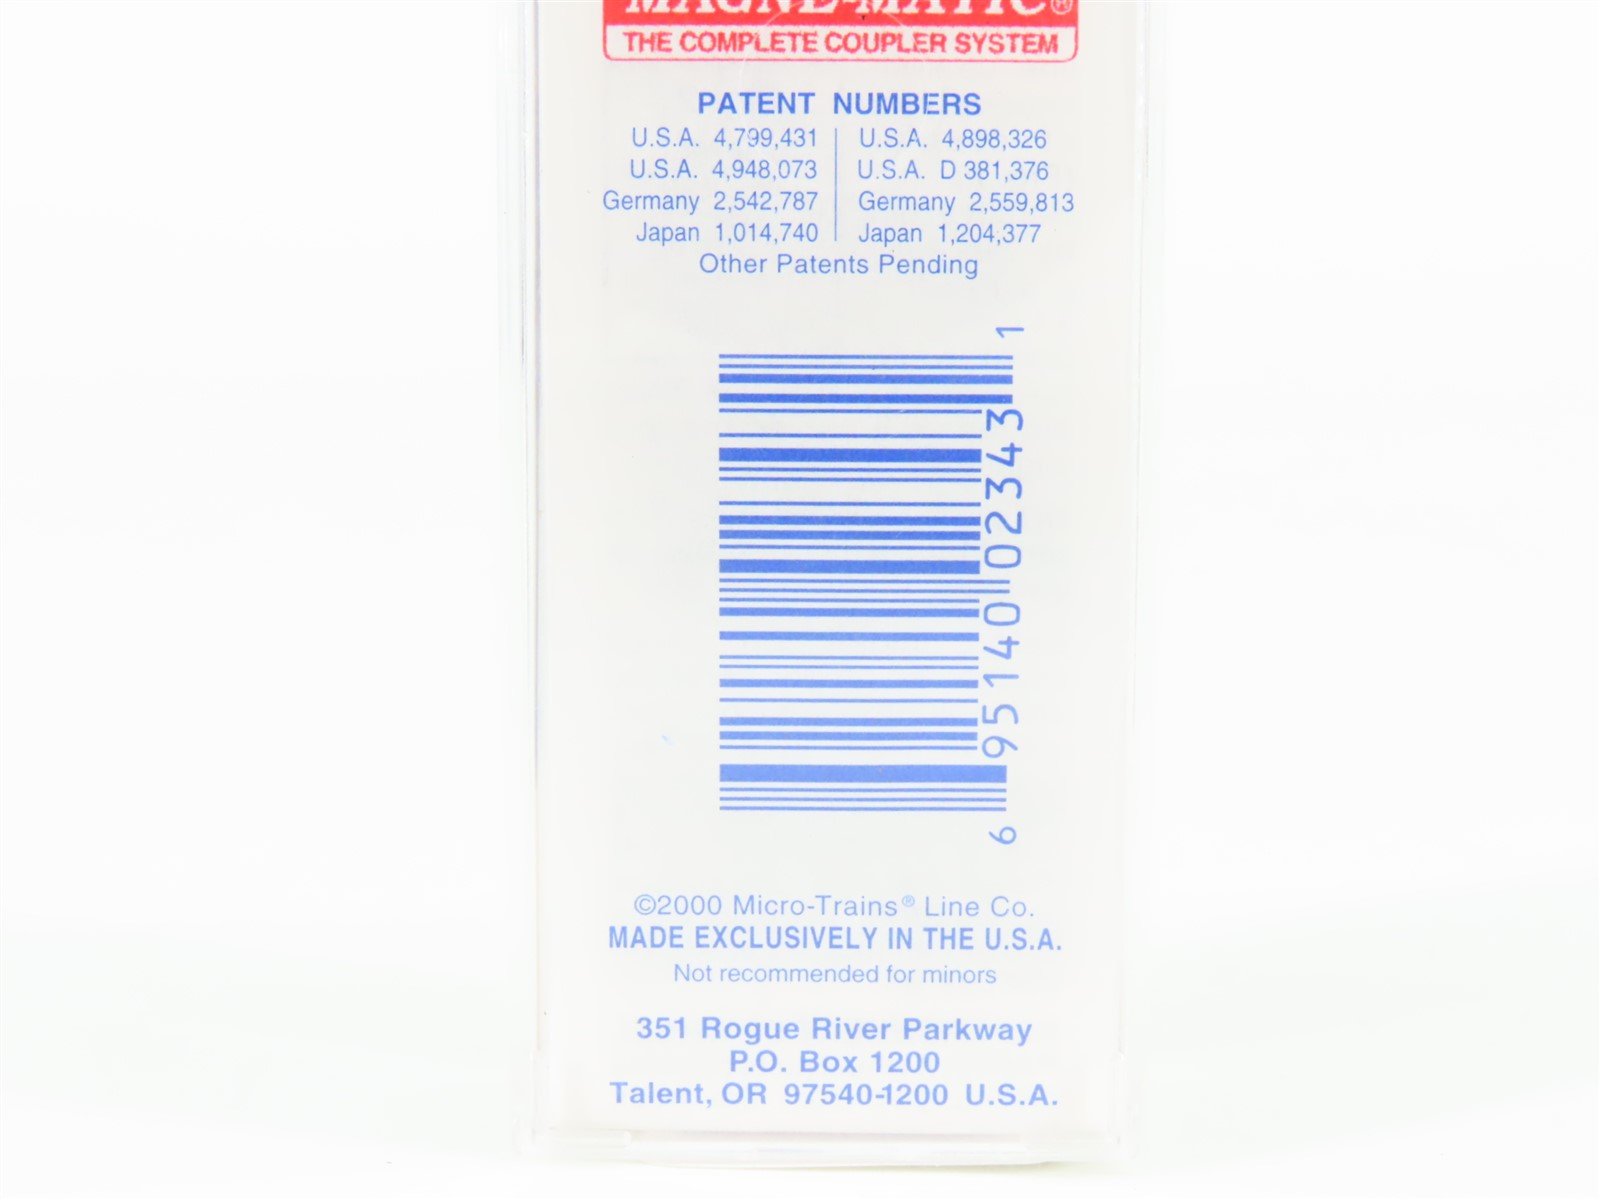 MAGNE-MATIC®
THE COMPLETE COUPLER SYSTEM
PATENT NUMBERS
U.S.A. 4,799,431 | U.S.A. 4,898,326
U.S.A. 4,948,073 | U.S.A. D 381,376
Germany 2,542,787 | Germany 2,559,813
Japan 1,014,740 | Japan 1,204,377
Other Patents Pending
6 95140 02343 1
©2000 Micro-Trains® Line Co.
MADE EXCLUSIVELY IN THE U.S.A.
Not recommended for minors
351 Rogue River Parkway
P.O. Box 1200
Talent, OR 97540-1200 U.S.A.